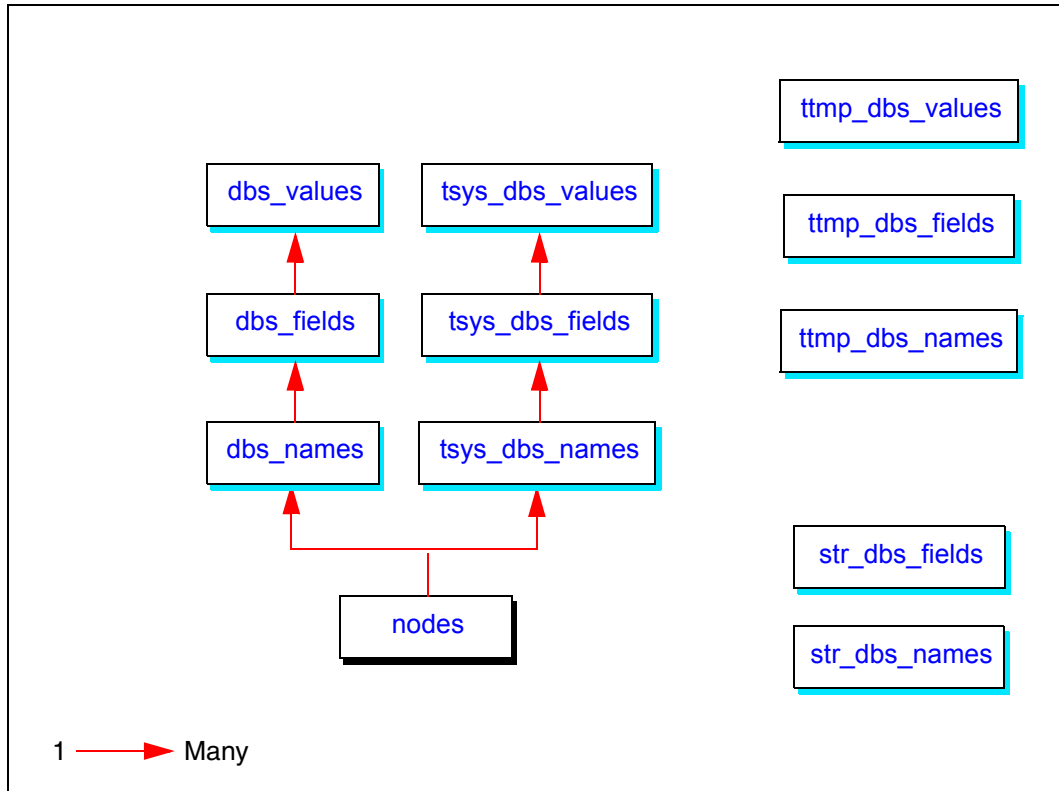 ttmp_dbs_values
dbs_values
tsys_dbs_values
ttmp_dbs_fields
dbs_fields
tsys_dbs_fields
ttmp_dbs_names
dbs_names
tsys_dbs_names
str_dbs_fields
nodes
str_dbs_names
1 Many